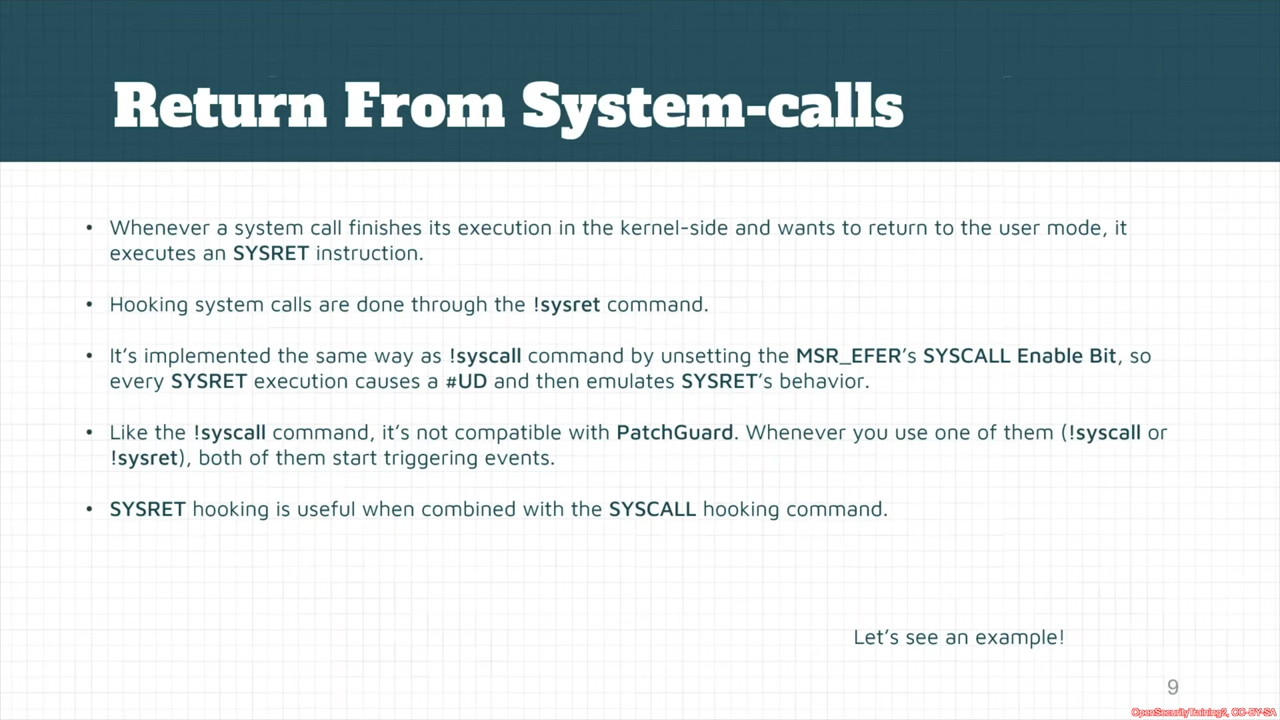 Return From System-calls
• Whenever a system call finishes its execution in the kernel-side and wants to return to the user mode, it
executes an SYSRET instruction.
• Hooking system calls are done through the !sysret command.
• It’s implemented the same way as !syscall command by unsetting the MSR_EFER’s SYSCALL Enable Bit, so
every SYSRET execution causes a #UD and then emulates SYSRET’s behavior.
• Like the !syscall command, it’s not compatible with PatchGuard. Whenever you use one of them (!syscall or
!sysret), both of them start triggering events.
• SYSRET hooking is useful when combined with the SYSCALL hooking command.
Let’s see an example!
9
OpenSecurityTraining2, CC-BY-SA